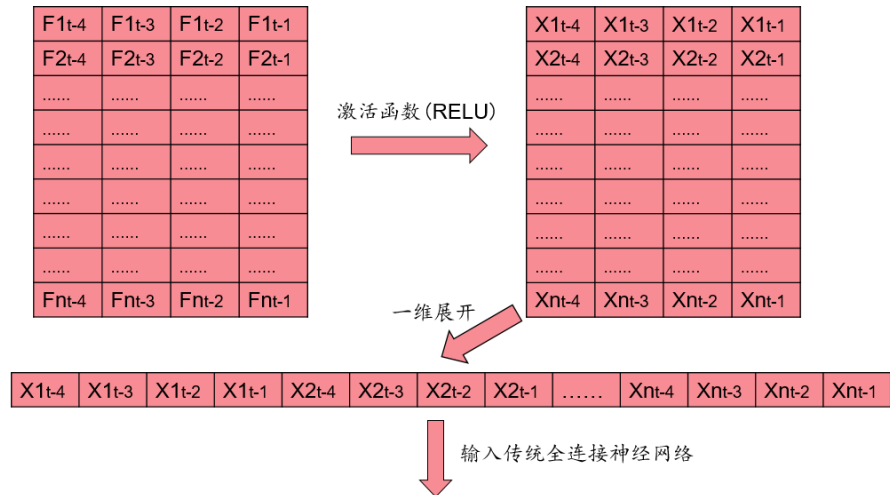 F1t-4 F1t-3 F1t-2 F1t-1
F2t-4 F2t-3 F2t-2 F2t-1
...... ...... ...... ......
...... ...... ...... ......
...... ...... ...... ......
...... ...... ...... ......
...... ...... ...... ......
...... ...... ...... ......
Fnt-4 Fnt-3 Fnt-2 Fnt-1
激活函数(RELU)
X1t-4 X1t-3 X1t-2 X1t-1
X2t-4 X2t-3 X2t-2 X2t-1
...... ...... ...... ......
...... ...... ...... ......
...... ...... ...... ......
...... ...... ...... ......
...... ...... ...... ......
...... ...... ...... ......
Xnt-4 Xnt-3 Xnt-2 Xnt-1
一维展开
X1t-4 X1t-3 X1t-2 X1t-1 X2t-4 X2t-3 X2t-2 X2t-1 ...... Xnt-4 Xnt-3 Xnt-2 Xnt-1
输入传统全连接神经网络